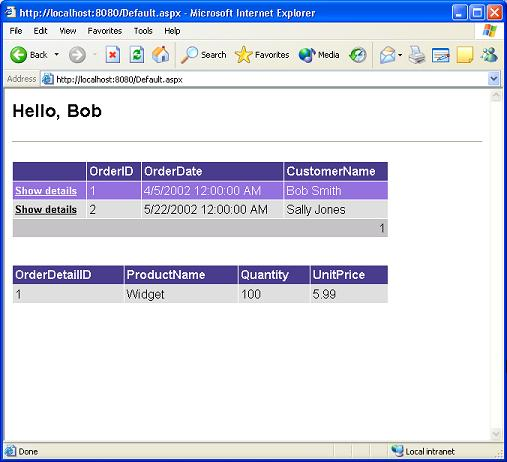 http://localhost:8080/Default.aspx - Microsoft Internet Explorer
File Edit View Favorites Tools Help
Back Search Favorites Media
Address http://localhost:8080/Default.aspx
Hello, Bob
OrderID OrderDate CustomerName
Show details 1 4/5/2002 12:00:00 AM Bob Smith
Show details 2 5/22/2002 12:00:00 AM Sally Jones
1
OrderDetailID ProductName Quantity UnitPrice
1 Widget 100 5.99
Done Local intranet